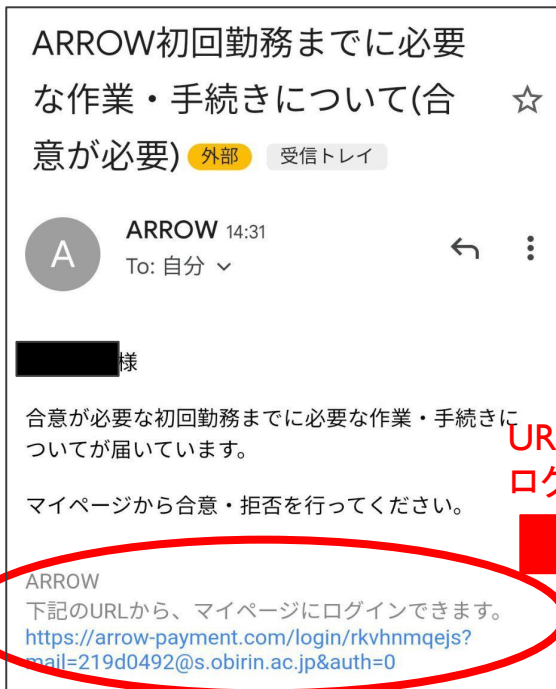 ARROW初回勤務までに必要
な作業・手続きについて(合
意が必要) 外部 受信トレイ
A
ARROW 14:31
To: 自分
様
合意が必要な初回勤務までに必要な作業・手続きに
ついてが届いています。
UR
ログ
マイページから合意・拒否を行ってください。
ARROW
下記のURLから、マイページにログインできます。
https://arrow-payment.com/login/rkvhnmqejs?
mail=219d0492@s.obirin.ac.jp&auth=0